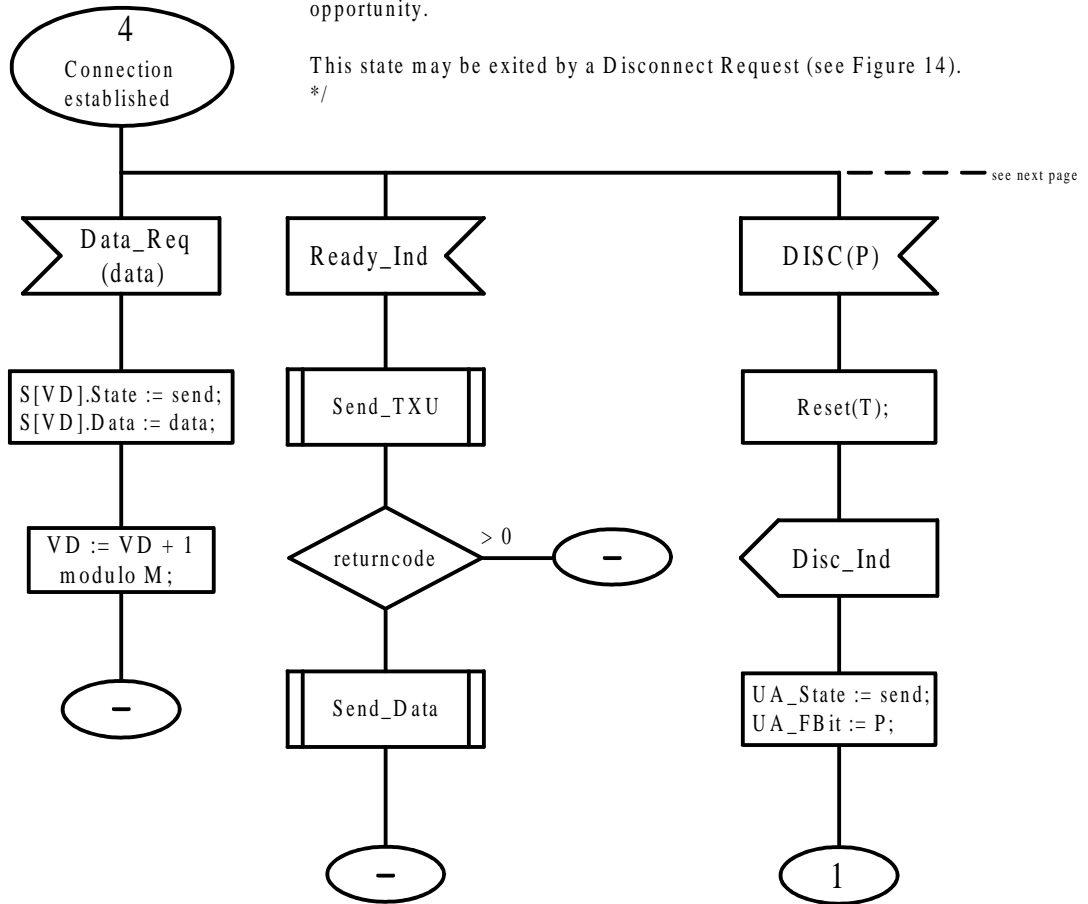 opportunity.
This state may be exited by a Disconnect Request (see Figure 14).
*/
4
Connection
established
see next page
Data_Req
(data)
Ready_Ind
DISC(P)
S[VD].State := send;
S[VD].Data := data;
Send_TXU
Reset(T);
VD := VD + 1
modulo M;
returncode
> 0
–
Disc_Ind
–
Send_Data
UA_State := send;
UA_FBit := P;
–
1